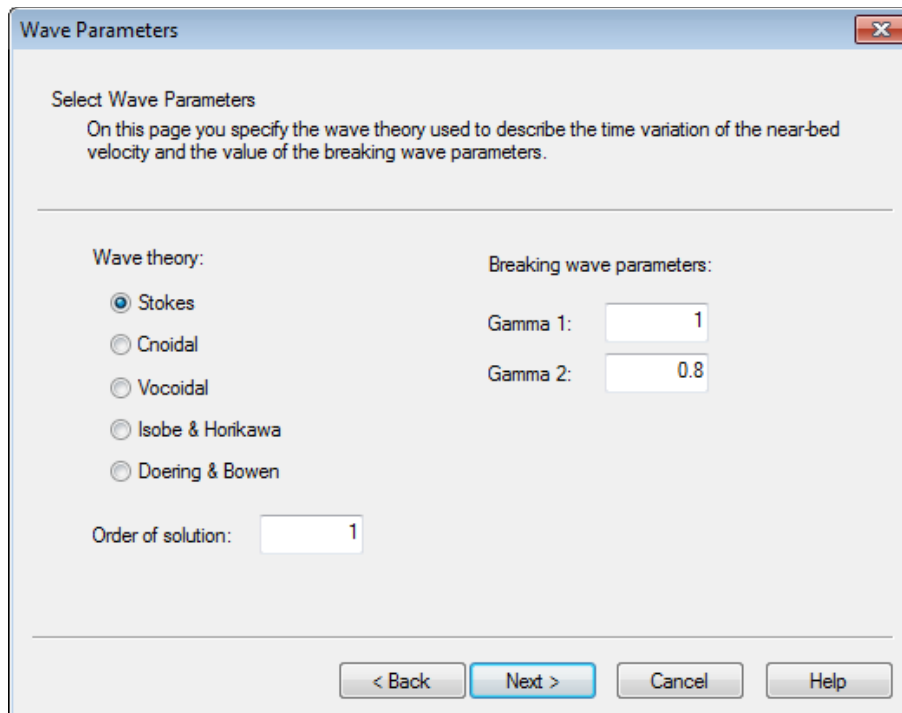 Wave Parameters
Select Wave Parameters
On this page you specify the wave theory used to describe the time variation of the near-bed
velocity and the value of the breaking wave parameters.
Wave theory:
Stokes
Cnoidal
Vocoidal
Isobe & Horikawa
Doering & Bowen
Order of solution: 1
Breaking wave parameters:
Gamma 1: 1
Gamma 2: 0.8
< Back Next > Cancel Help